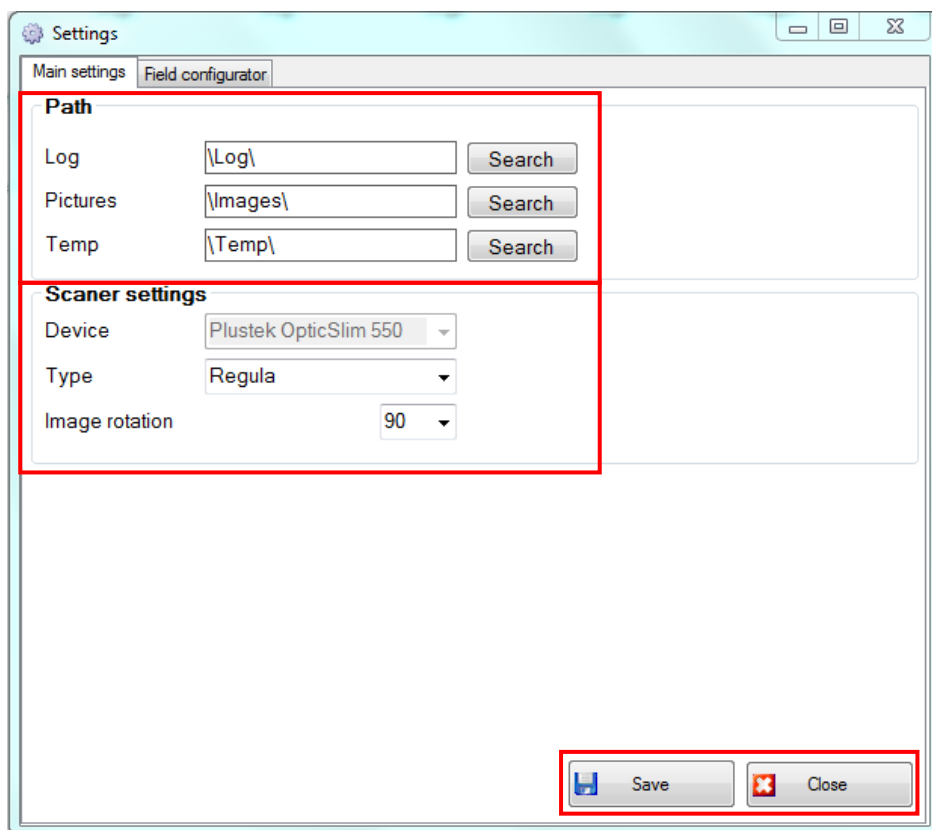 Settings
Main settings Field configurator
Path
Log \Log\ Search
Pictures \Images\ Search
Temp \Temp\ Search
Scaner settings
Device Plustek OpticSlim 550
Type Regula
Image rotation 90
Save Close